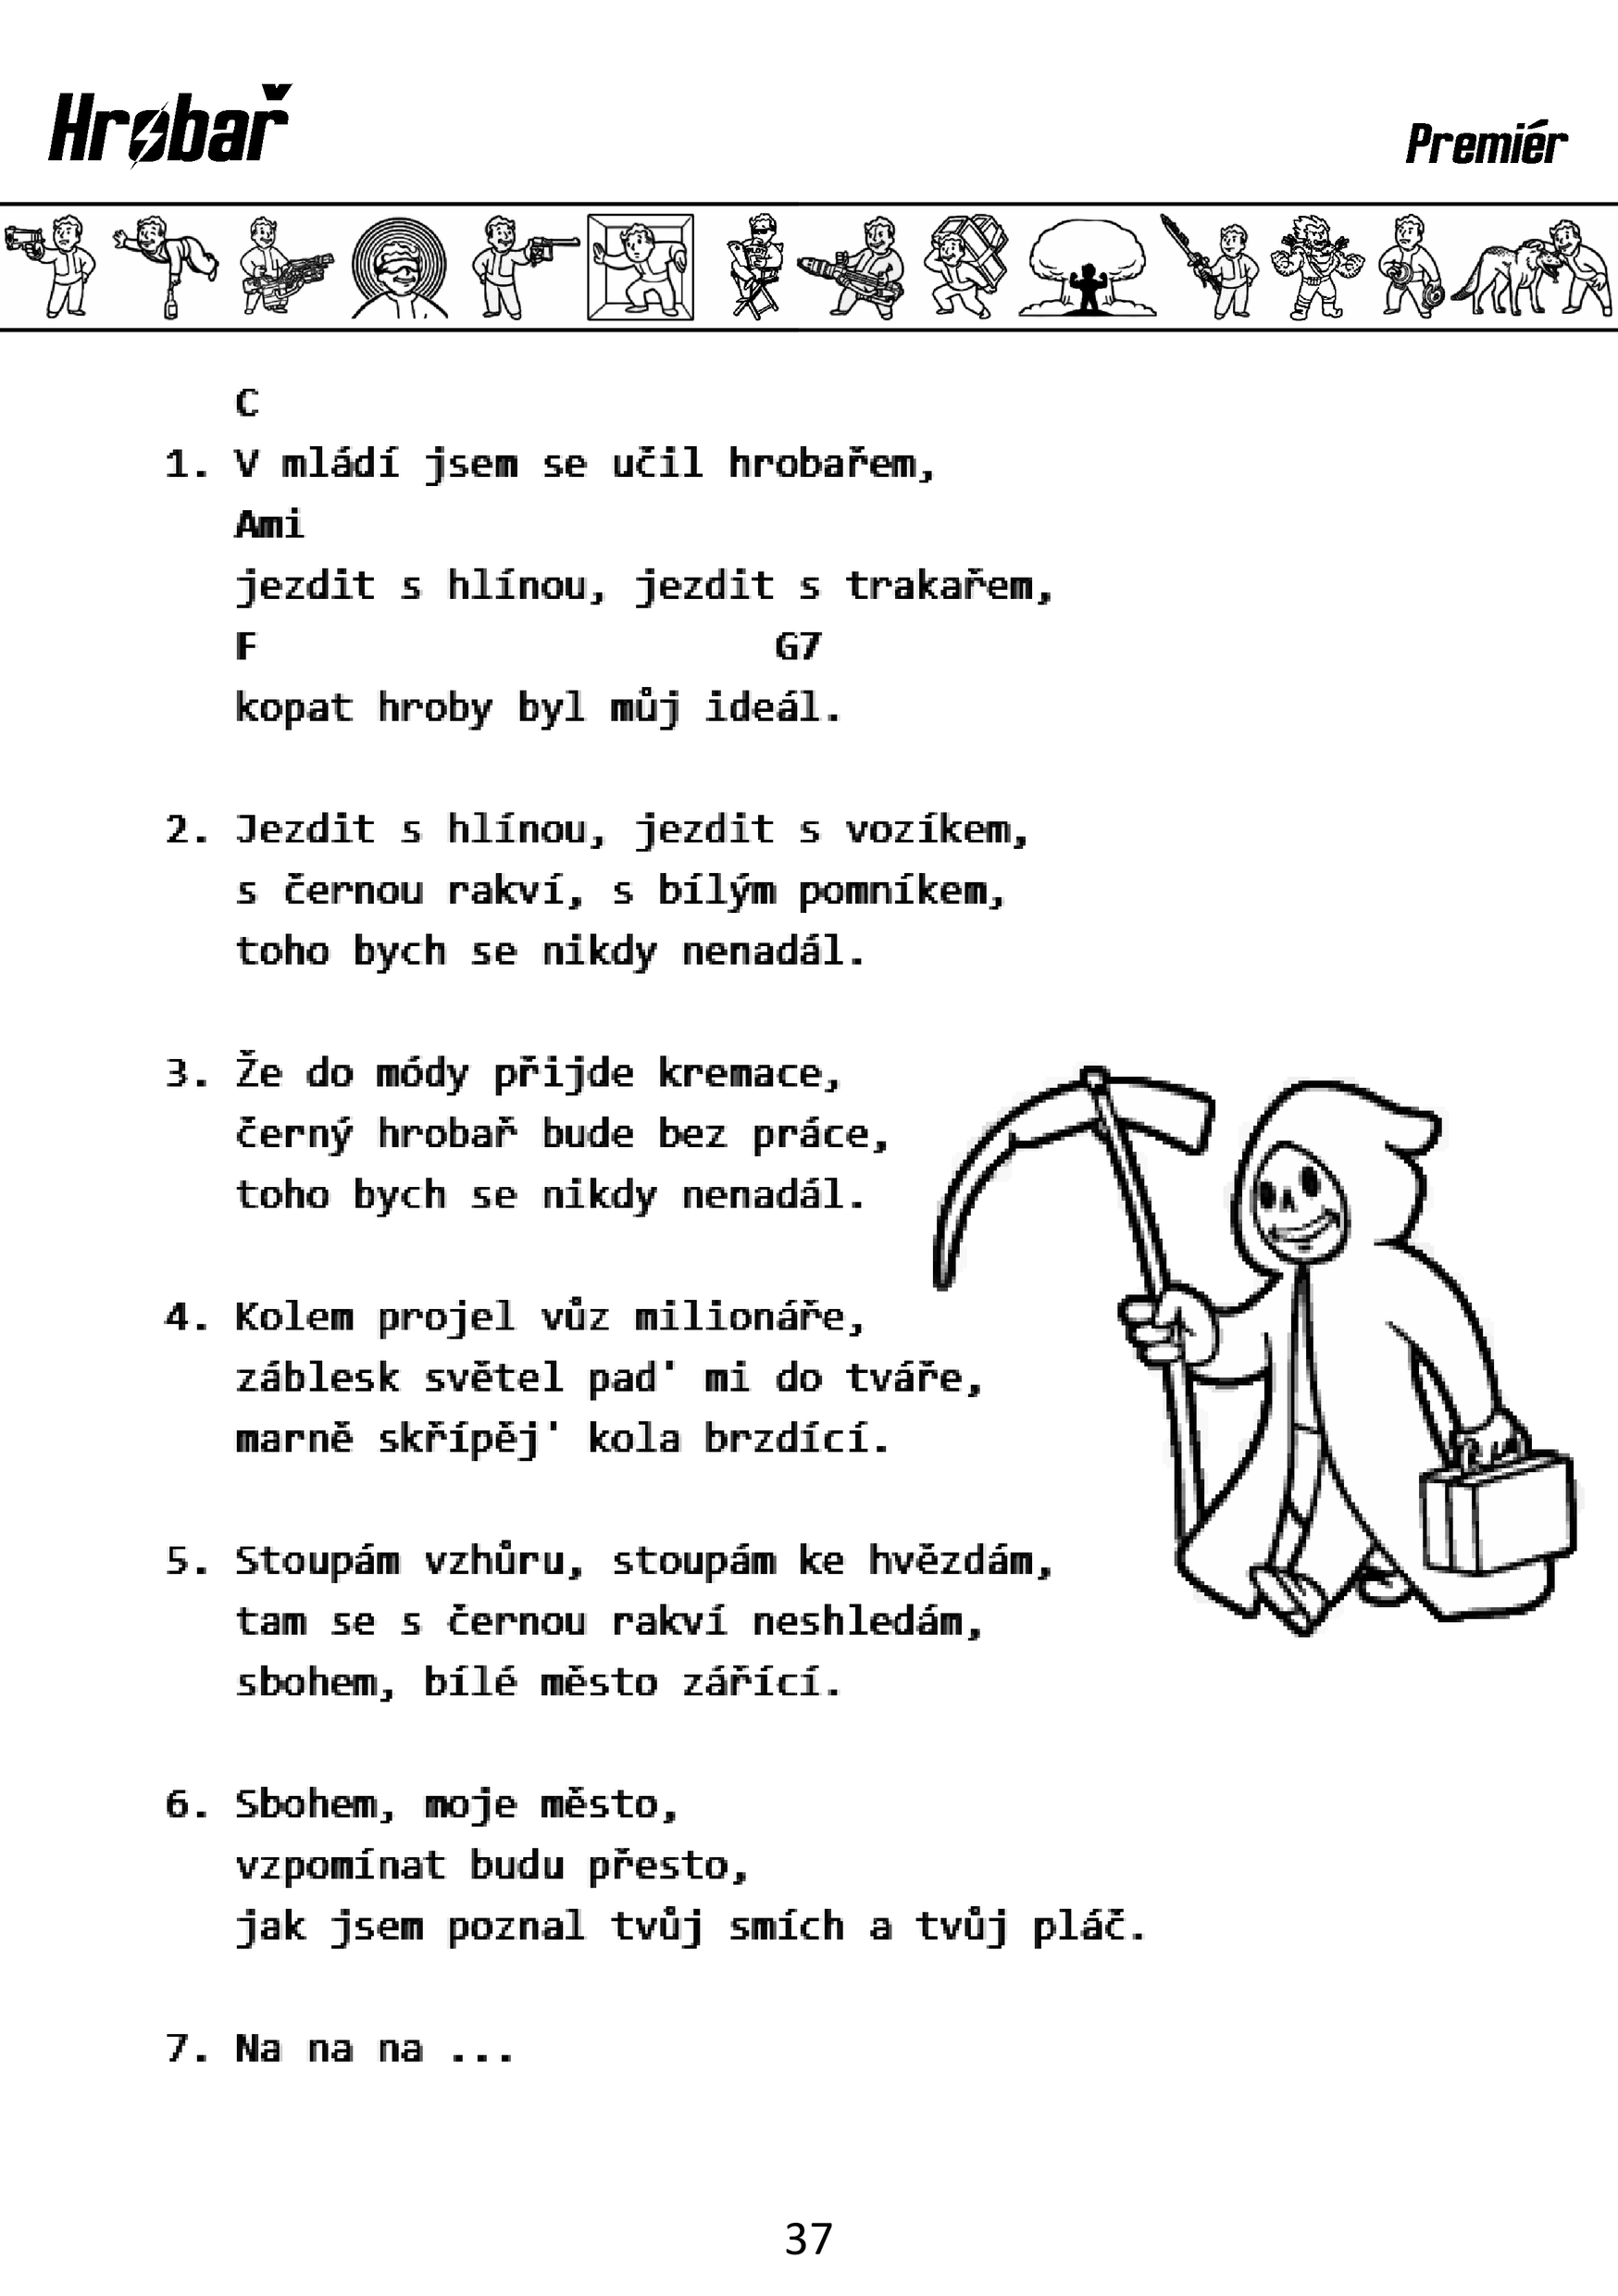 Hrobař
Premiér
C
1. V mládí jsem se učil hrobařem,
Ami
jezdit s hlínou, jezdit s trakařem,
F G7
kopat hroby byl můj ideál.
2. Jezdit s hlínou, jezdit s vozíkem,
s černou rakví, s bílým pomníkem,
toho bych se nikdy nenadál.
3. Že do módy přijde kremace,
černý hrobař bude bez práce,
toho bych se nikdy nenadál.
4. Kolem projel vůz milionáře,
záblesk světel pad' mi do tváře,
marně skřípěj' kola brzdící.
5. Stoupám vzhůru, stoupám ke hvězdám,
tam se s černou rakví neshledám,
sbohem, bílé město zářící.
6. Sbohem, moje město,
vzpomínat budu přesto,
jak jsem poznal tvůj smích a tvůj pláč.
7. Na na na ...
37